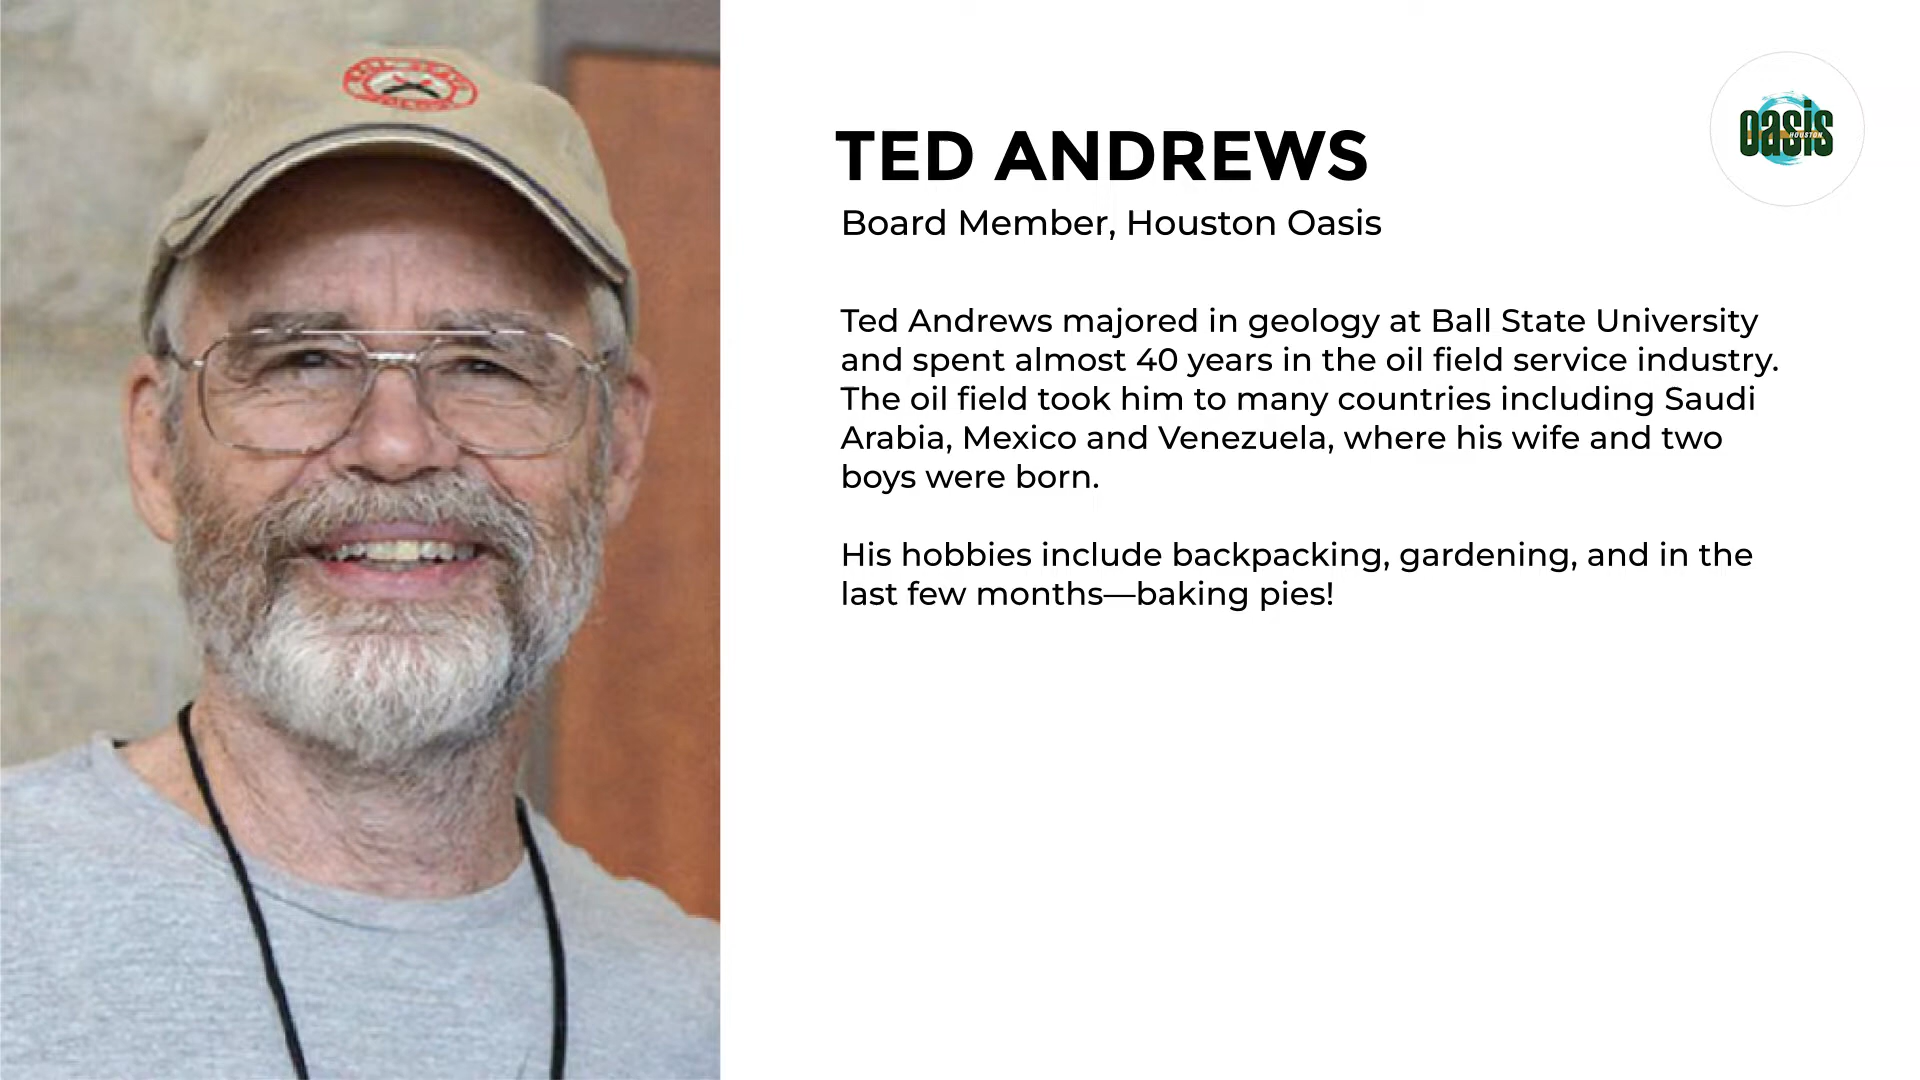 BALL STATE
TED ANDREWS
Board Member, Houston Oasis
oasis
HOUSTON
Ted Andrews majored in geology at Ball State University
and spent almost 40 years in the oil field service industry.
The oil field took him to many countries including Saudi
Arabia, Mexico and Venezuela, where his wife and two
boys were born.
His hobbies include backpacking, gardening, and in the
last few months—baking pies!